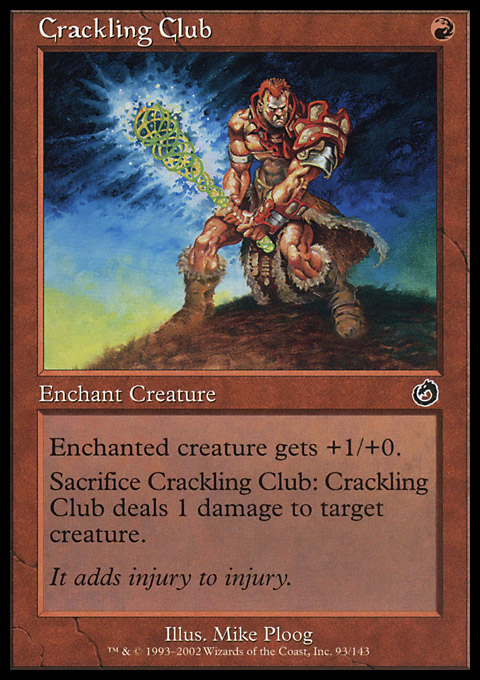 Crackling Club
Enchant Creature
Enchanted creature gets +1/+0.
Sacrifice Crackling Club: Crackling
Club deals 1 damage to target
creature.
It adds injury to injury.
Illus. Mike Ploog
™ & © 1993–2002 Wizards of the Coast, Inc. 93/143